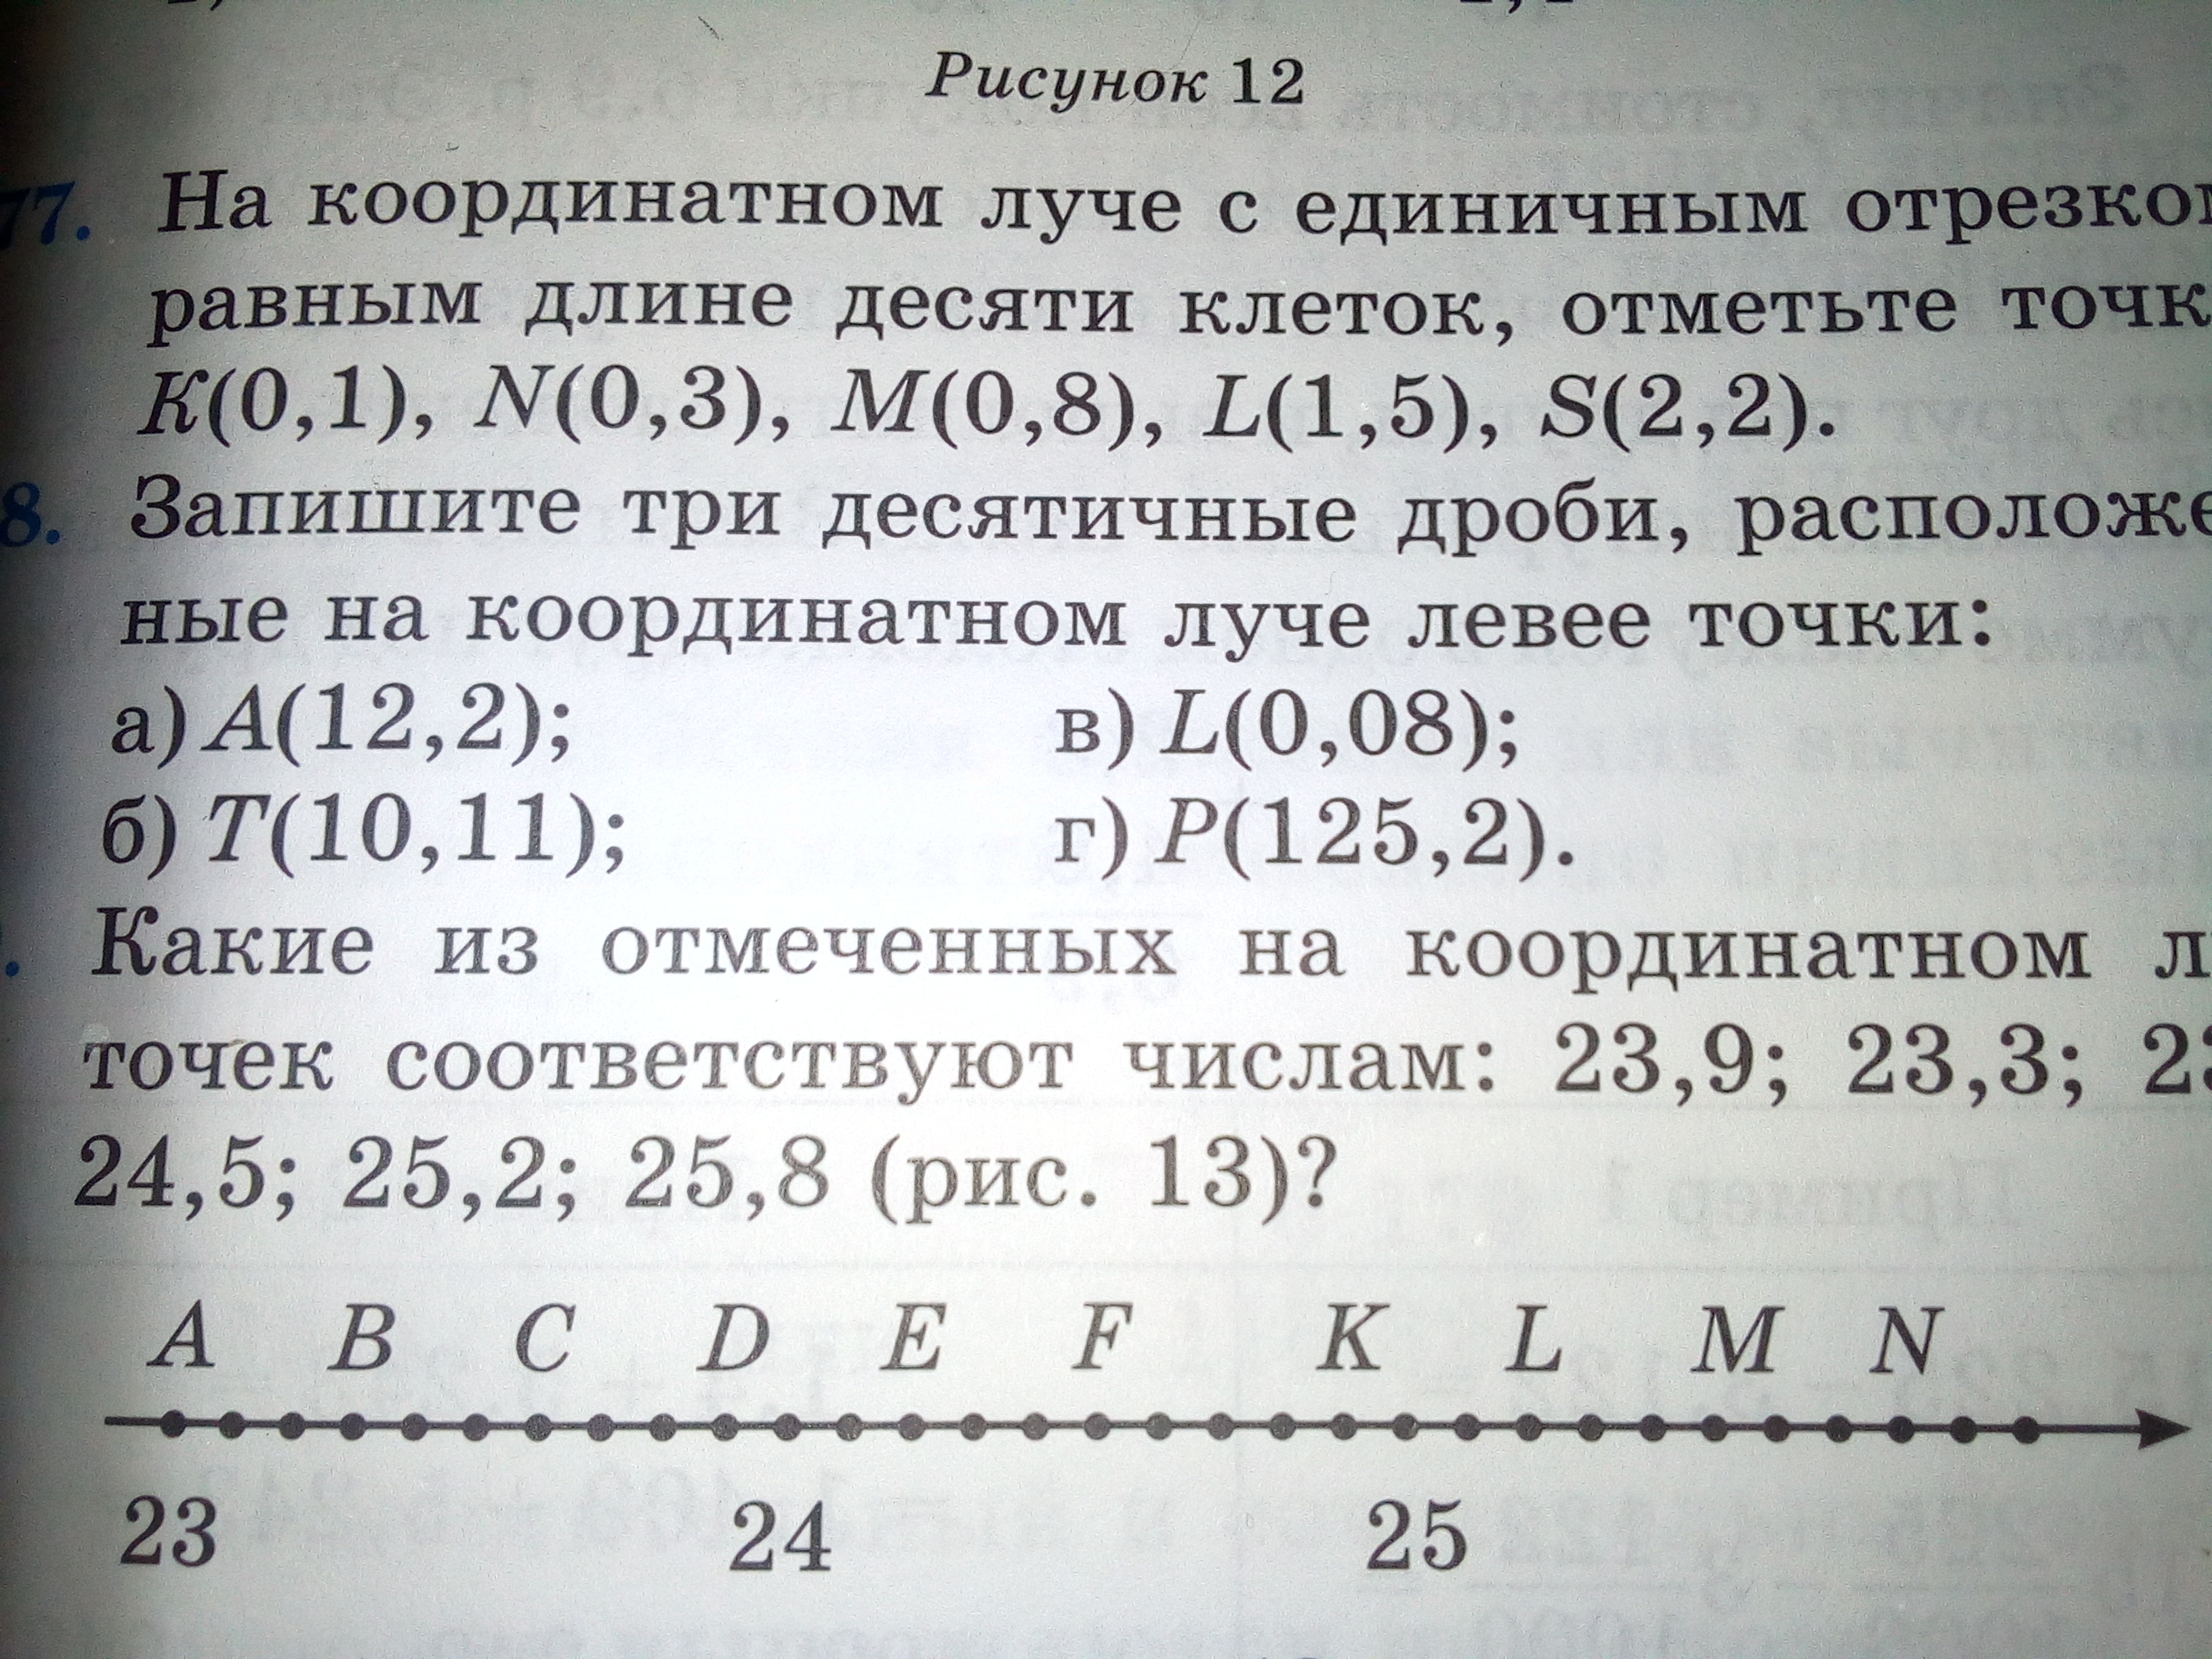 Рисунок 12
77. На координатном луче с единичным
равным длине десяти клеток, отметьте
K(0,1), N(0,3), M(0,8), L(1,5), S(2,2).
8. Запишите три десятичные дроби,
ные на координатном луче левее точки:
а) A(12,2); в) L(0,08);
б) T(10,11); г) P(125,2).
. Какие из отмеченных на координатном
точек соответствуют числам: 23,9; 23,3;
24,5; 25,2; 25,8 (рис. 13)?
A B C D E F K L M N
23 24 25